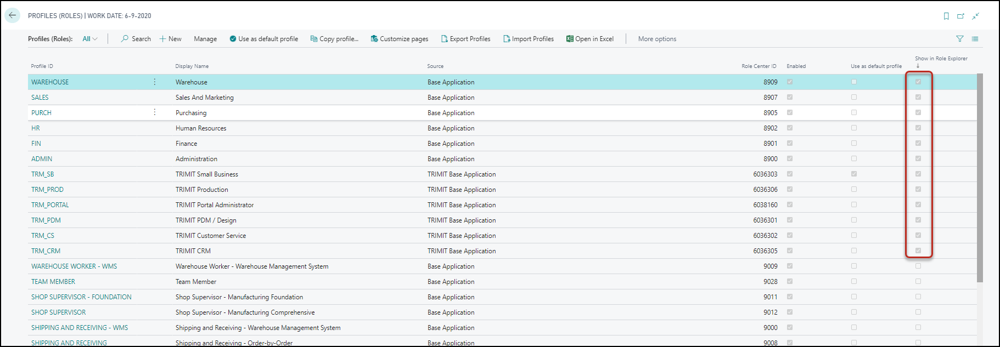 PROFILES (ROLES) | WORK DATE: 6-9-2020
Profiles (Roles): All Search New Manage Use as default profile Copy profile... Customize pages Export Profiles Import Profiles Open in Excel More options
Profile ID Display Name Source Role Center ID Enabled Use as default profile Show in Role Explorer
WAREHOUSE Warehouse Base Application 8909
SALES Sales And Marketing Base Application 8907
PURCH Purchasing Base Application 8905
HR Human Resources Base Application 8902
FIN Finance Base Application 8901
ADMIN Administration Base Application 8900
TRM_SB TRIMIT Small Business TRIMIT Base Application 6036303
TRM_PROD TRIMIT Production TRIMIT Base Application 6036306
TRM_PORTAL TRIMIT Portal Administrator TRIMIT Base Application 6038160
TRM_PDM TRIMIT PDM / Design TRIMIT Base Application 6036301
TRM_CS TRIMIT Customer Service TRIMIT Base Application 6036302
TRM_CRM TRIMIT CRM TRIMIT Base Application 6036305
WAREHOUSE WORKER - WMS Warehouse Worker - Warehouse Management System Base Application 9009
TEAM MEMBER Team Member Base Application 9028
SHOP SUPERVISOR - FOUNDATION Shop Supervisor - Manufacturing Foundation Base Application 9011
SHOP SUPERVISOR Shop Supervisor - Manufacturing Comprehensive Base Application 9012
SHIPPING AND RECEIVING - WMS Shipping and Receiving - Warehouse Management System Base Application 9000
SHIPPING AND RECEIVING Shipping and Receiving - Order-by-Order Base Application 9008